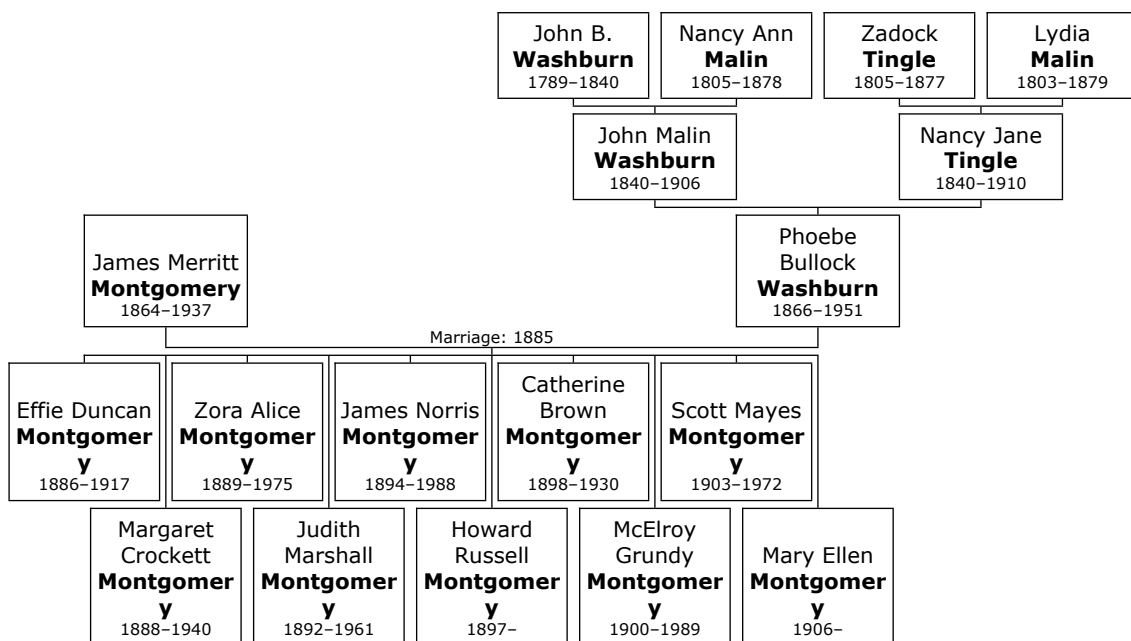 John B.
Washburn
1789–1840
Nancy Ann
Malin
1805–1878
Zadock
Tingle
1805–1877
Lydia
Malin
1803–1879
John Malin
Washburn
1840–1906
Nancy Jane
Tingle
1840–1910
James Merritt
Montgomery
1864–1937
Phoebe
Bullock
Washburn
1866–1951
Marriage: 1885
Effie Duncan
Montgomer
y
1886–1917
Zora Alice
Montgomer
y
1889–1975
James Norris
Montgomer
y
1894–1988
Catherine
Brown
Montgomer
y
1898–1930
Scott Mayes
Montgomer
y
1903–1972
Margaret
Crockett
Montgomer
y
1888–1940
Judith
Marshall
Montgomer
y
1892–1961
Howard
Russell
Montgomer
y
1897–
McElroy
Grundy
Montgomer
y
1900–1989
Mary Ellen
Montgomer
y
1906–